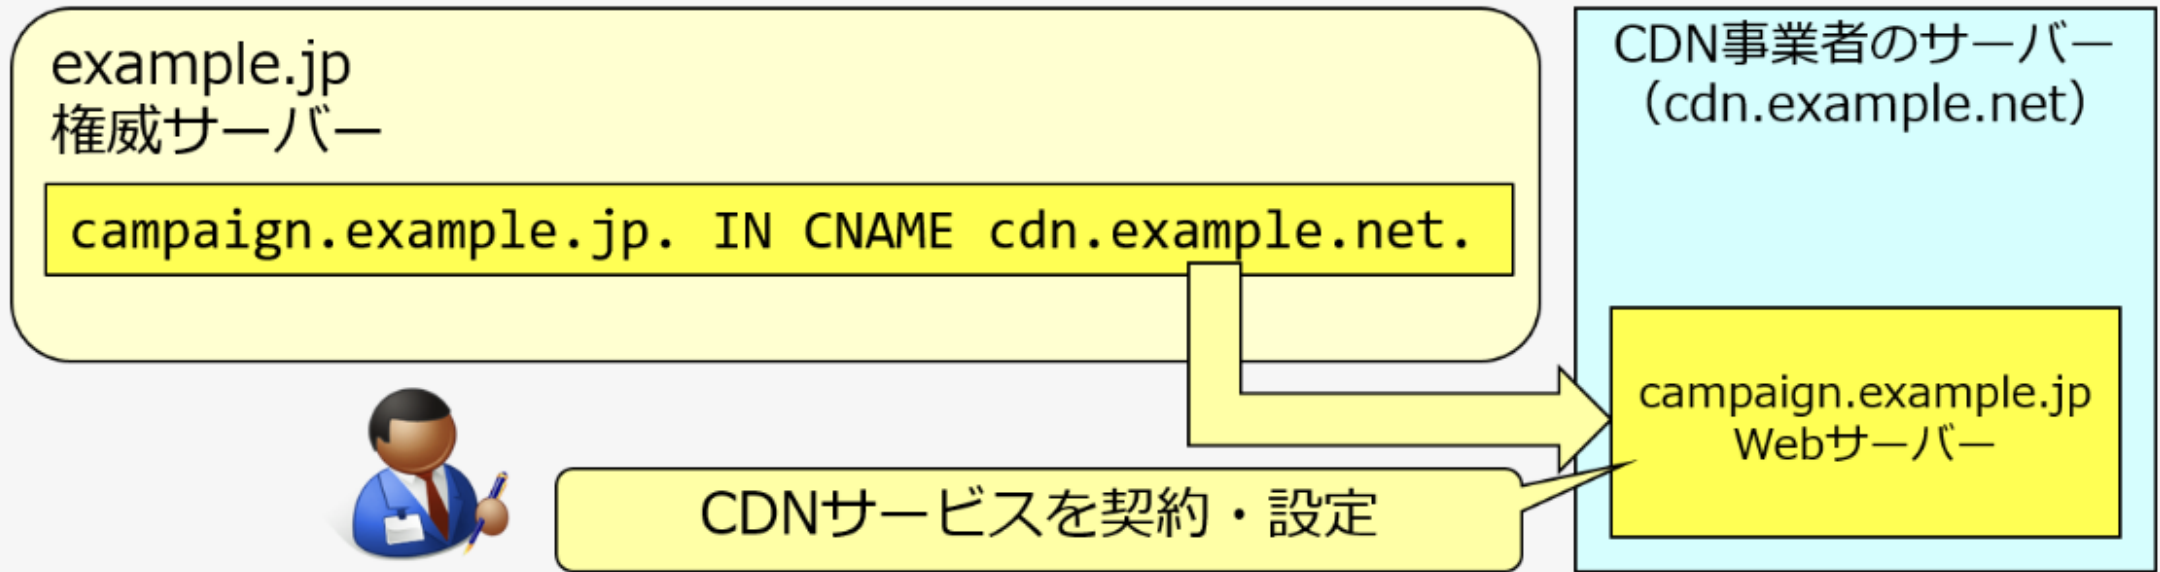 example.jp
権威サーバー
campaign.example.jp. IN CNAME cdn.example.net.
CDN事業者のサーバー
（cdn.example.net）
campaign.example.jp
Webサーバー
CDNサービスを契約・設定